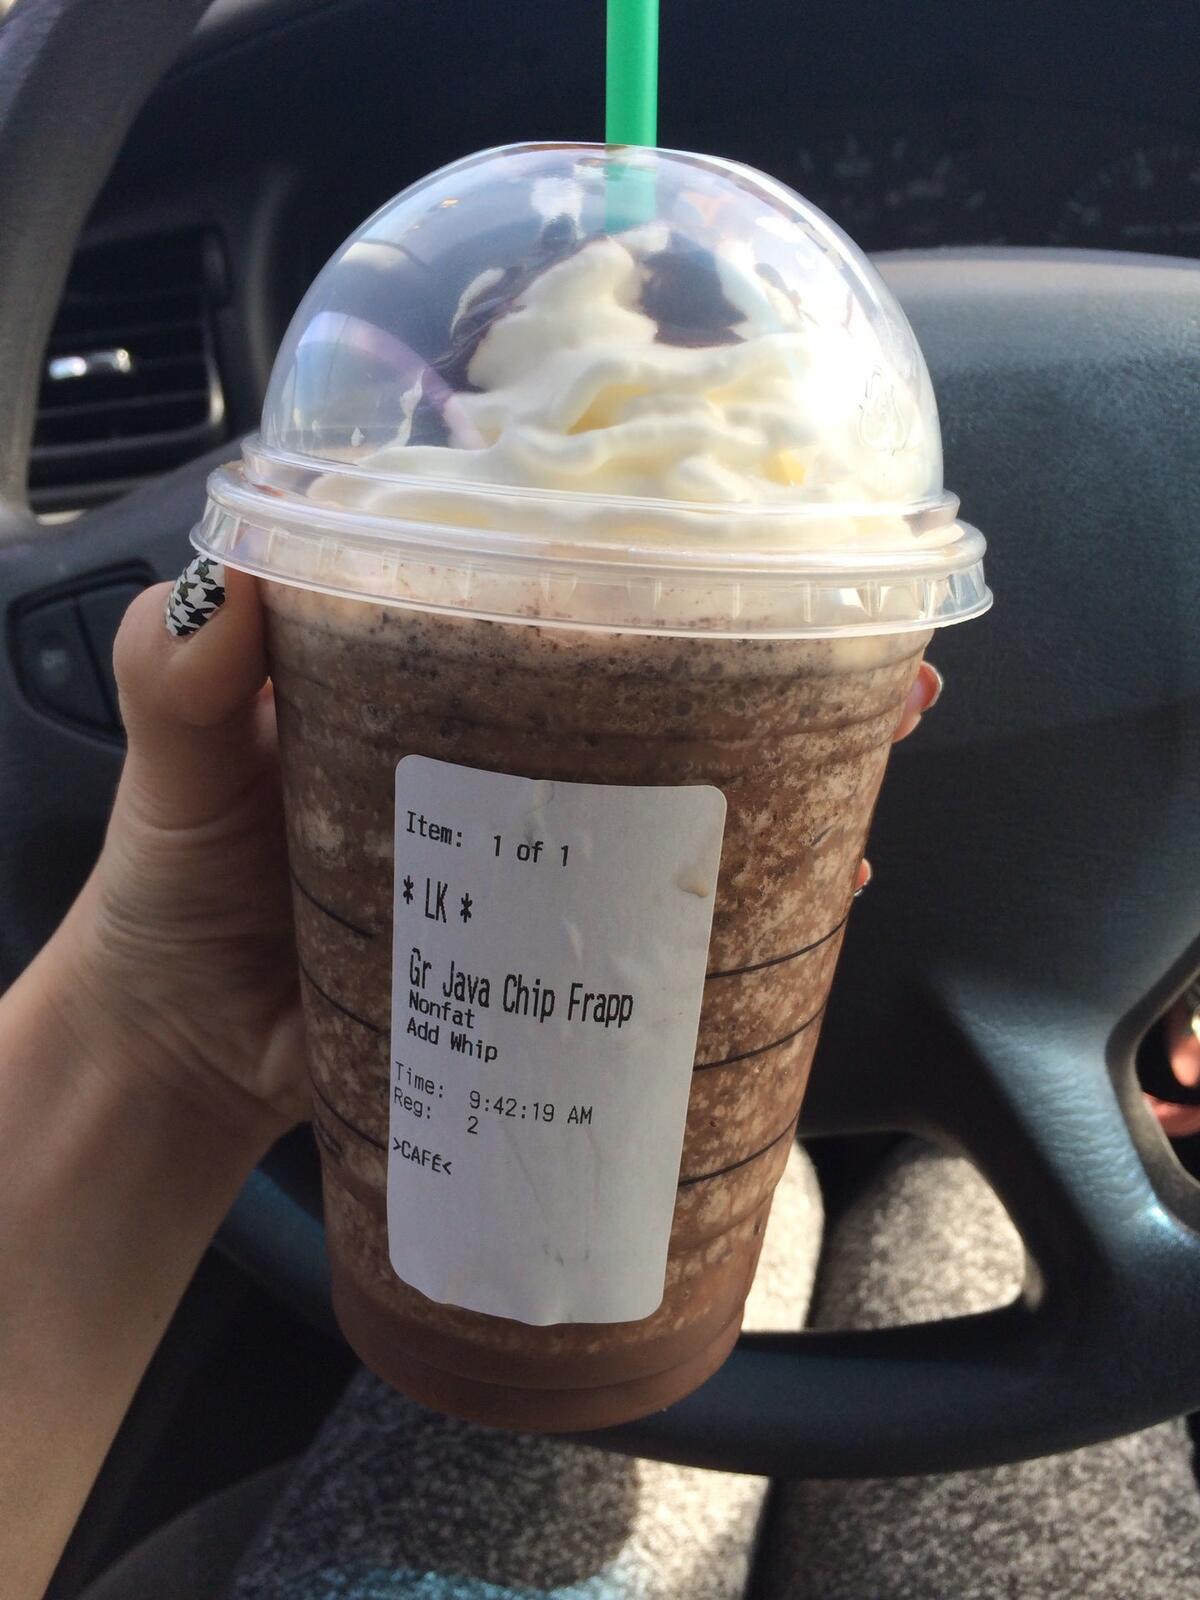 Item: 1 of 1
* LK *
Gr Java Chip Frapp
Nonfat
Add Whip
Time: 9:42:19 AM
Reg: 2
>CAFÉ<